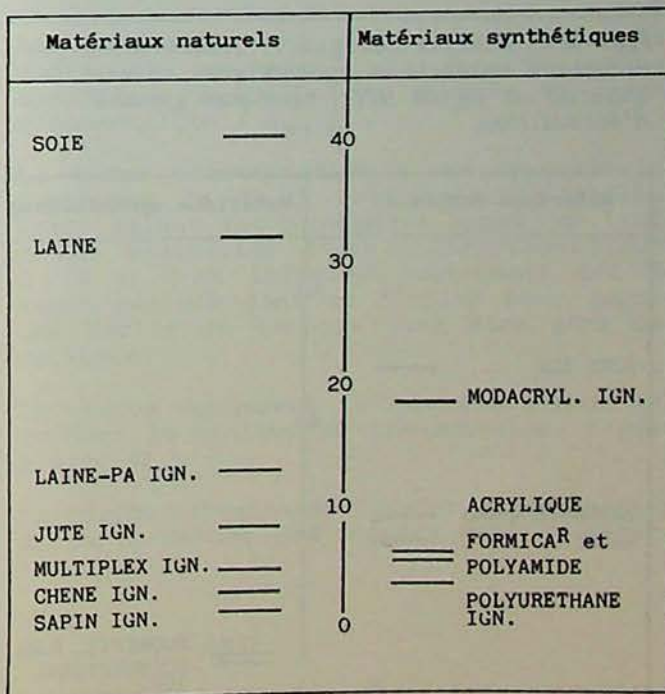 Matériaux naturels Matériaux synthétiques
SOIE 40
LAINE
30
20
MODACRYL. IGN.
LAINE-PA IGN.
10 ACRYLIQUE
JUTE IGN. FORMICAR et
MULTIPLEX IGN. POLYAMIDE
CHENE IGN.
POLYURETHANE
SAPIN IGN. 0 IGN.